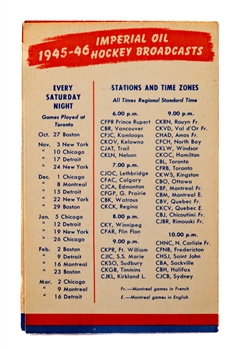 1945-46
IMPERIAL OIL
HOCKEY BROADCASTS
EVERY
SATURDAY
NIGHT
Games Played at
Toronto
Oct. 27 Boston
Nov. 3 New York
10 Chicago
17 Detroit
24 New York
Dec. 1 Chicago
8 Montreal
15 Detroit
22 New York
29 Boston
Jan. 5 Chicago
12 Detroit
19 New York
26 Chicago
Feb. 2 Boston
9 Detroit
16 Montreal
23 Boston
Mar. 2 Chicago
9 Montreal
16 Detroit
STATIONS AND TIME ZONES
All Times Regional Standard Time
6.00 p.m.
CFPR Prince Rupert
CBR, Vancouver
CFJC, Kamloops
CKOV, Kelowna
CJAT, Trail
CKLN, Nelson
7.00 p.m.
CJOC, Lethbridge
CFAC, Calgary
CJCA, Edmonton
CFGP, G. Prairie
CBK, Watrous
CKCK, Regina
8.00 p.m.
CKY, Winnipeg
CFAR, Flin Flon
9.00 p.m.
CKPR, Ft. William
CJIC, S.S. Marie
CKSO, Sudbury
CKGB, Timmins
CJKL, Kirkland L.
9.00 p.m.
CKRN, Rouyn Fr.
CKVD, Val d'Or Fr.
CHAD, Amos Fr.
CFCH, North Bay
CKLW, Windsor
CKOC, Hamilton
CBL, Toronto
CFRB, Toronto
CKWS, Kingston
CBO, Ottawa
CBF, Montreal Fr.
CBM, Montreal E.
CBV, Quebec Fr.
CKCV, Quebec E.
CBJ, Chicoutimi Fr.
CJBR, Rimouski Fr.
10.00 p.m.
CHNC, N. Carlisle Fr.
CFNB, Fredericton
CHSJ, Saint John
CBA, Sackville
CBH, Halifax
CJCB, Sydney
Fr.—Montreal games in French
E.—Montreal games in English